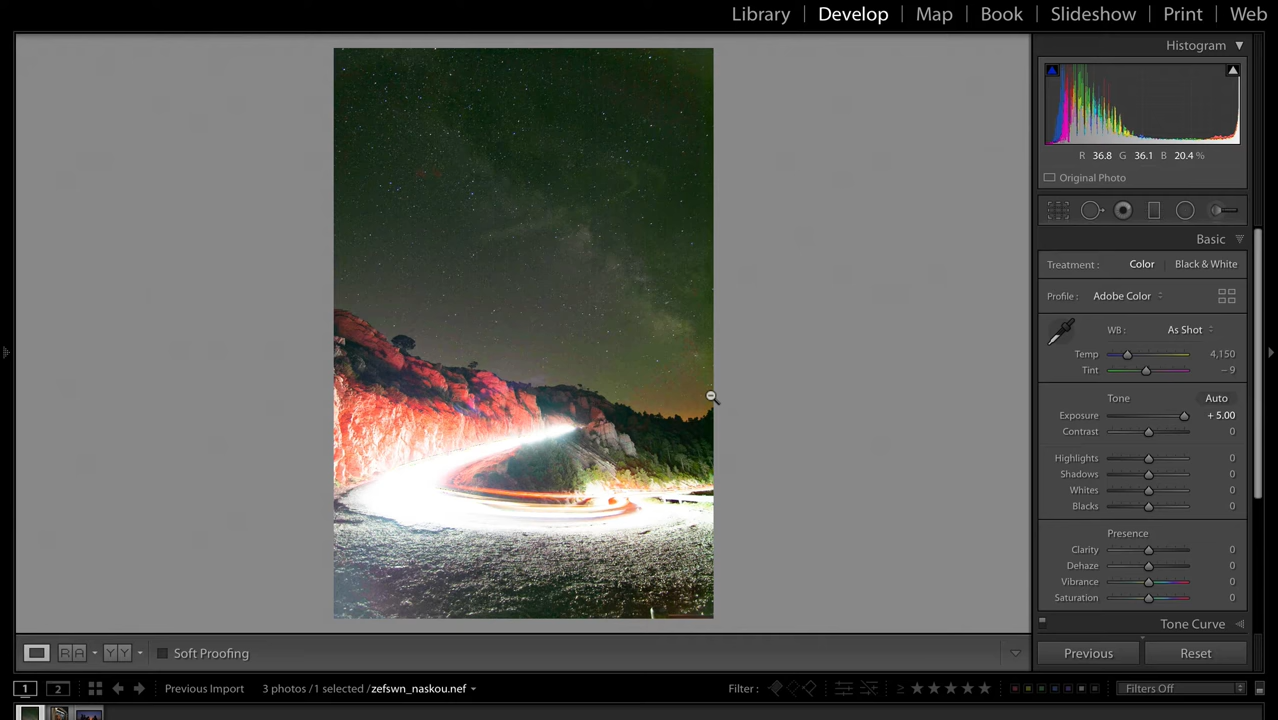 Library | Develop | Map | Book | Slideshow | Print | Web
Histogram
R 36.8 G 36.1 B 20.4 %
Original Photo
Basic
Treatment : Color | Black & White
Profile : Adobe Color
WB : As Shot
Temp 4,150
Tint – 9
Tone Auto
Exposure + 5.00
Contrast 0
Highlights 0
Shadows 0
Whites 0
Blacks 0
Presence
Clarity 0
Dehaze 0
Vibrance 0
Saturation 0
Tone Curve
R A Y Y Soft Proofing
Previous Reset
1 2 Previous Import 3 photos / 1 selected / zefswn_naskou.nef Filter : ≥ Filters Off